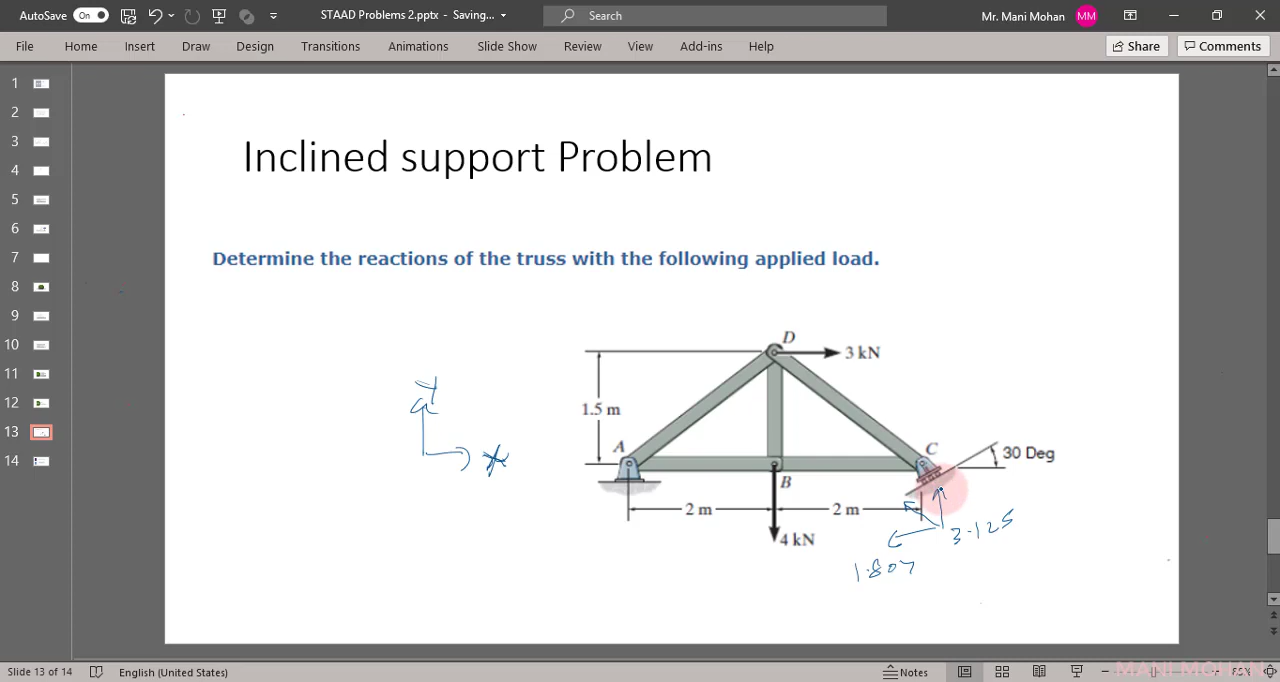 AutoSave On STAAD Problems 2.pptx - Saving... Search Mr. Mani Mohan MM
File Home Insert Draw Design Transitions Animations Slide Show Review View Add-ins Help Share Comments
1
2
3
4
5
6
7
8
9
10
11
12
13
14
Inclined support Problem
Determine the reactions of the truss with the following applied load.
D
3 kN
1.5 m
A
C
30 Deg
B
2 m
2 m
4 kN
y
x
3.125
1.807
Slide 13 of 14 English (United States) Notes
MANI MOHAN